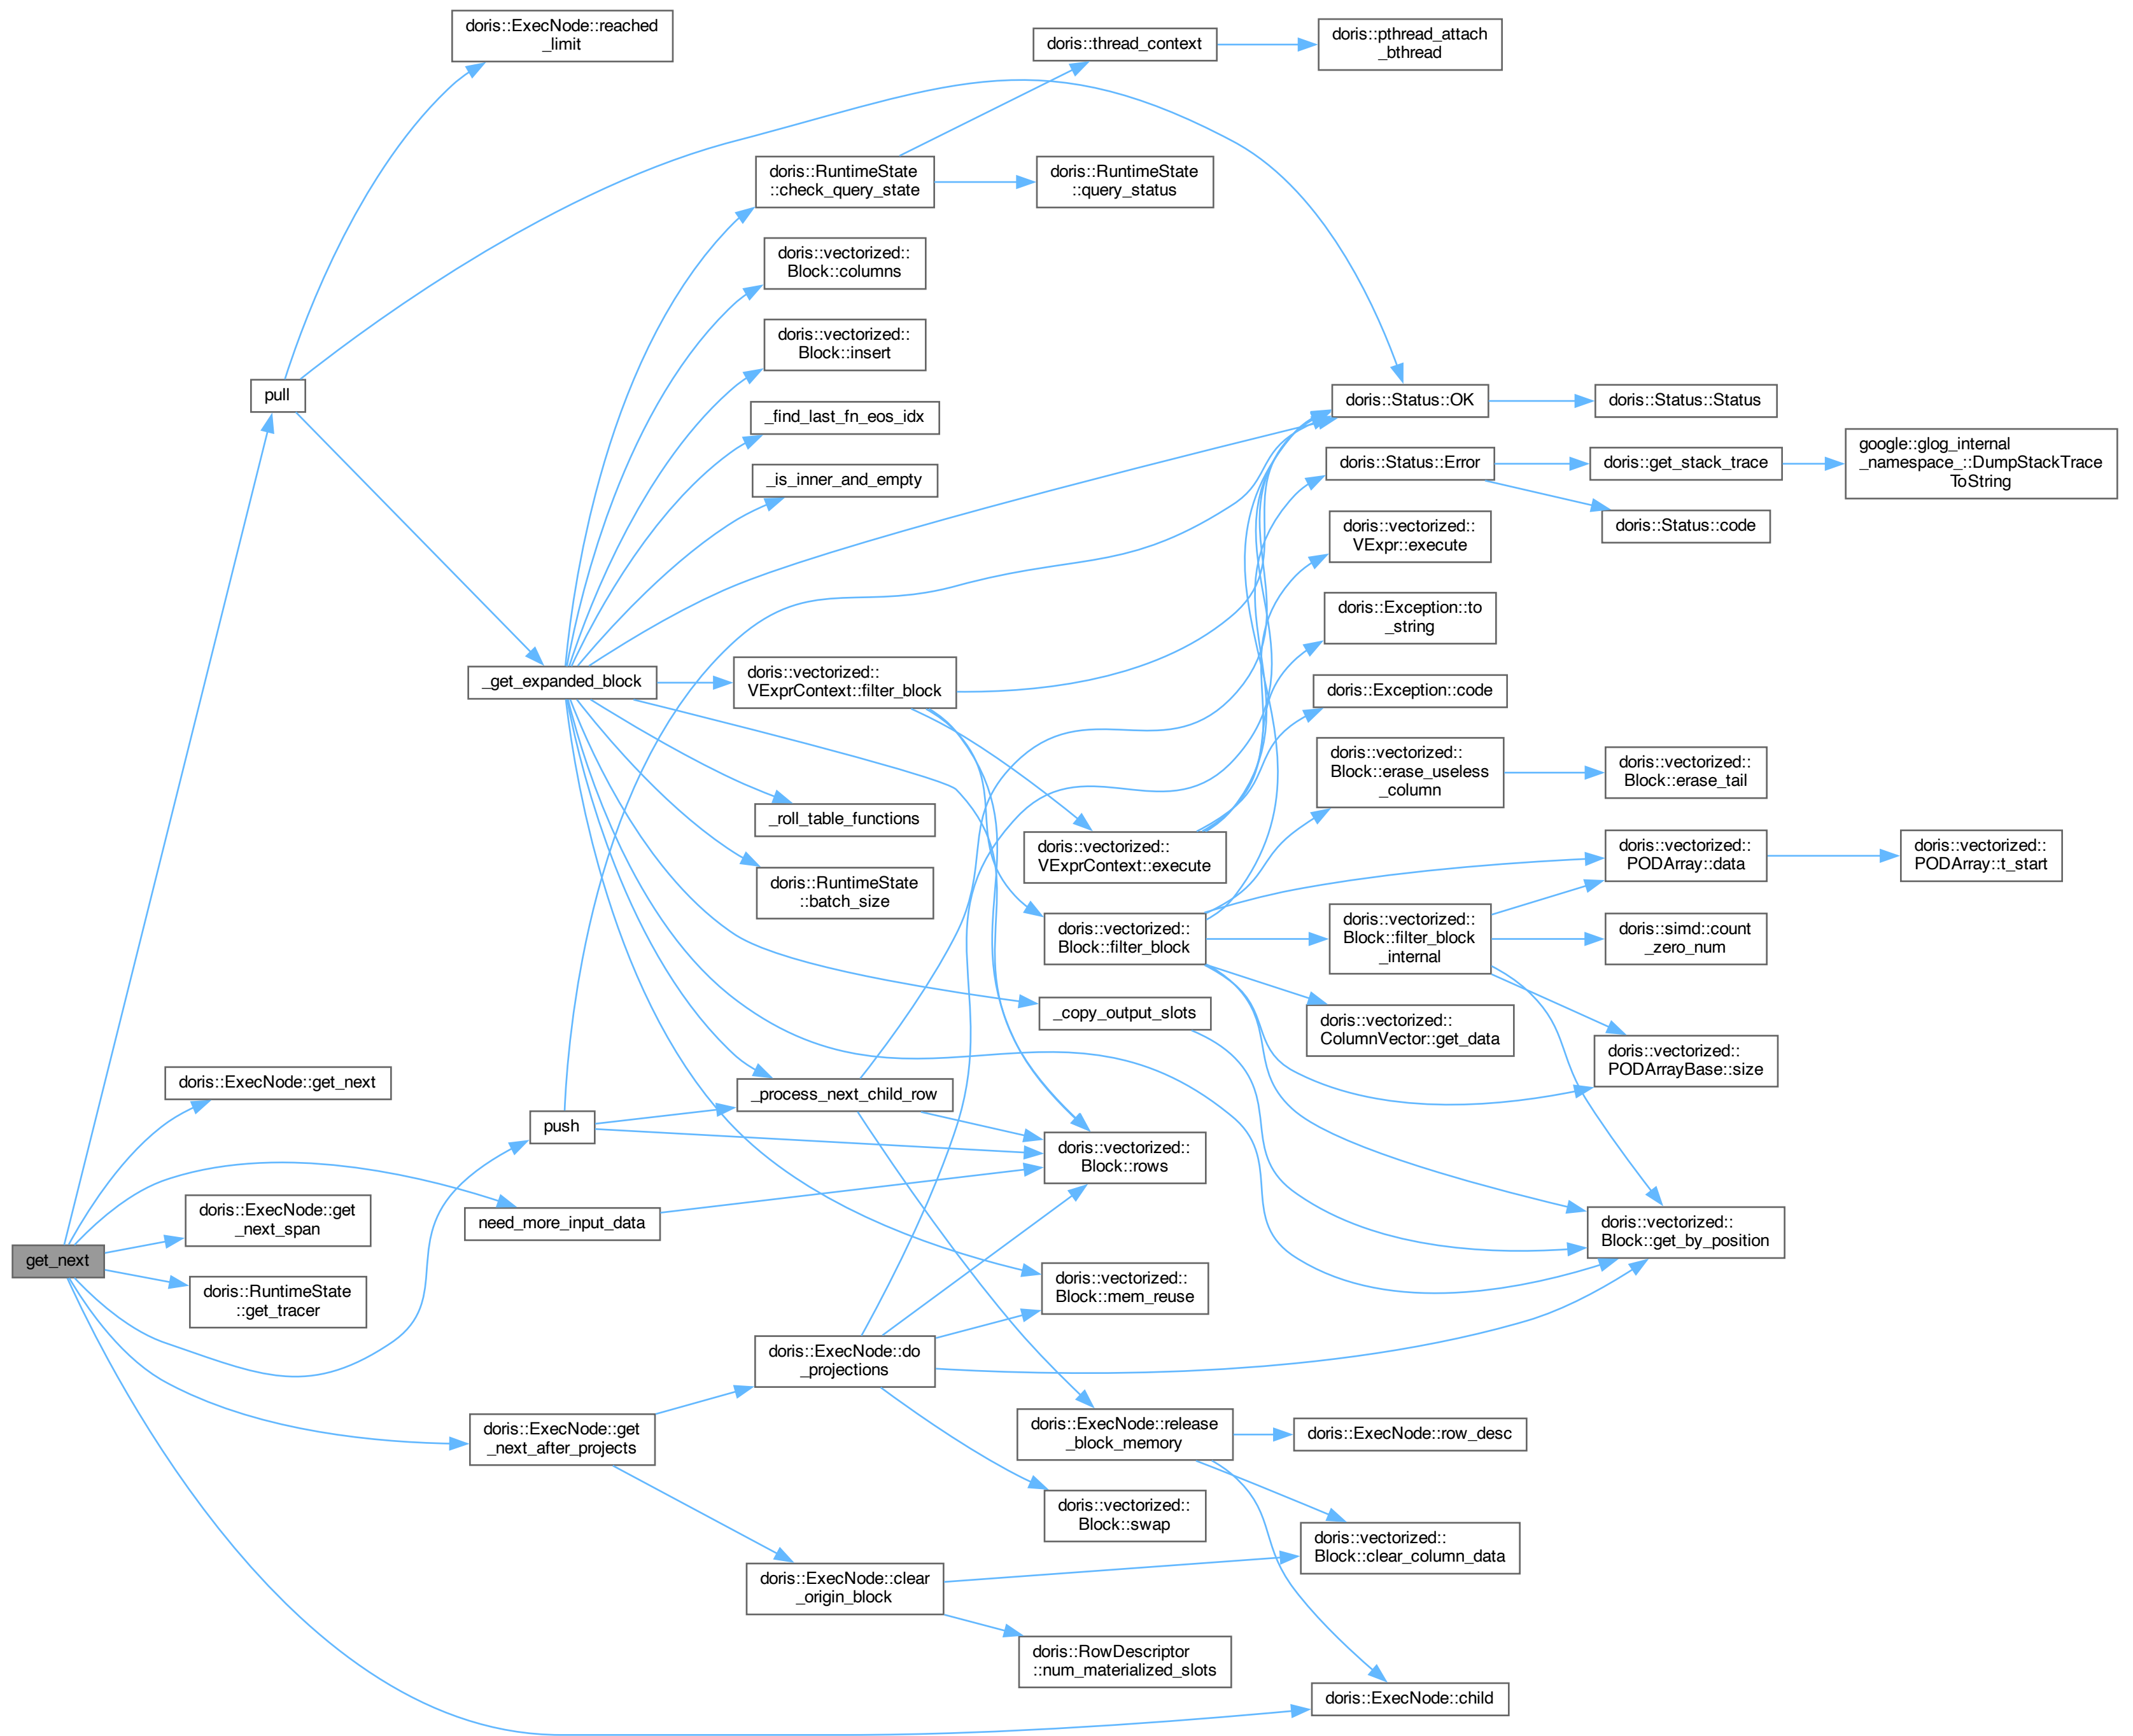 get_next
pull
doris::ExecNode::get_next
doris::ExecNode::get
_next_span
doris::RuntimeState
::get_tracer
doris::ExecNode::reached
_limit
_get_expanded_block
push
need_more_input_data
doris::ExecNode::get
_next_after_projects
doris::RuntimeState
::check_query_state
doris::vectorized::
Block::columns
doris::vectorized::
Block::insert
_find_last_fn_eos_idx
_is_inner_and_empty
doris::vectorized::
VExprContext::filter_block
_roll_table_functions
doris::RuntimeState
::batch_size
_process_next_child_row
doris::ExecNode::do
_projections
doris::ExecNode::clear
_origin_block
doris::thread_context
doris::RuntimeState
::query_status
doris::vectorized::
VExprContext::execute
doris::vectorized::
Block::filter_block
_copy_output_slots
doris::vectorized::
Block::rows
doris::vectorized::
Block::mem_reuse
doris::ExecNode::release
_block_memory
doris::vectorized::
Block::swap
doris::RowDescriptor
::num_materialized_slots
doris::pthread_attach
_bthread
doris::Status::OK
doris::Status::Error
doris::vectorized::
VExpr::execute
doris::Exception::to
_string
doris::Exception::code
doris::vectorized::
Block::erase_useless
_column
doris::vectorized::
Block::filter_block
_internal
doris::vectorized::
ColumnVector::get_data
doris::ExecNode::row_desc
doris::vectorized::
Block::clear_column_data
doris::ExecNode::child
doris::Status::Status
doris::get_stack_trace
doris::Status::code
doris::vectorized::
Block::erase_tail
doris::vectorized::
PODArray::data
doris::simd::count
_zero_num
doris::vectorized::
PODArrayBase::size
doris::vectorized::
Block::get_by_position
google::glog_internal
_namespace_::DumpStackTrace
ToString
doris::vectorized::
PODArray::t_start